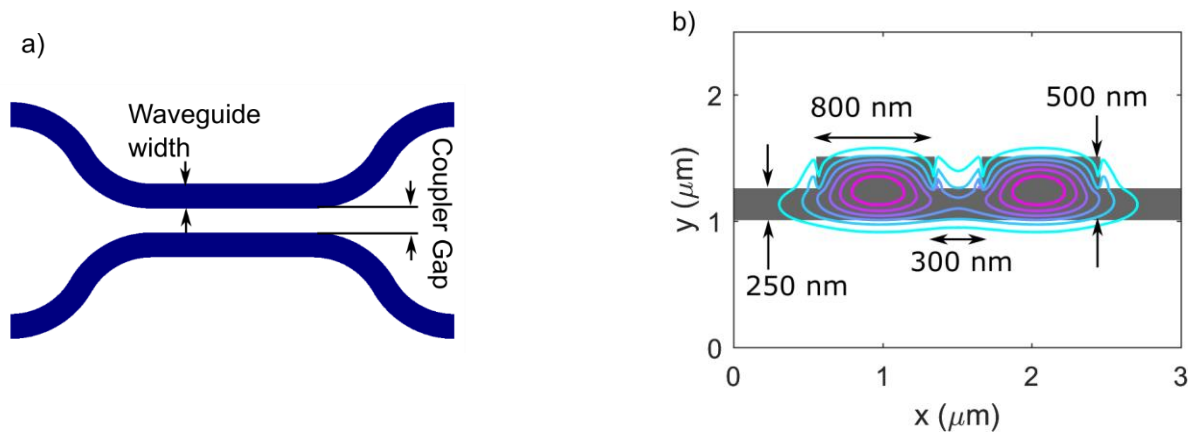 a)
Waveguide
width
Coupler Gap
b)
800 nm
500 nm
300 nm
250 nm
y (μm)
2
1
0
0
1
2
3
x (μm)